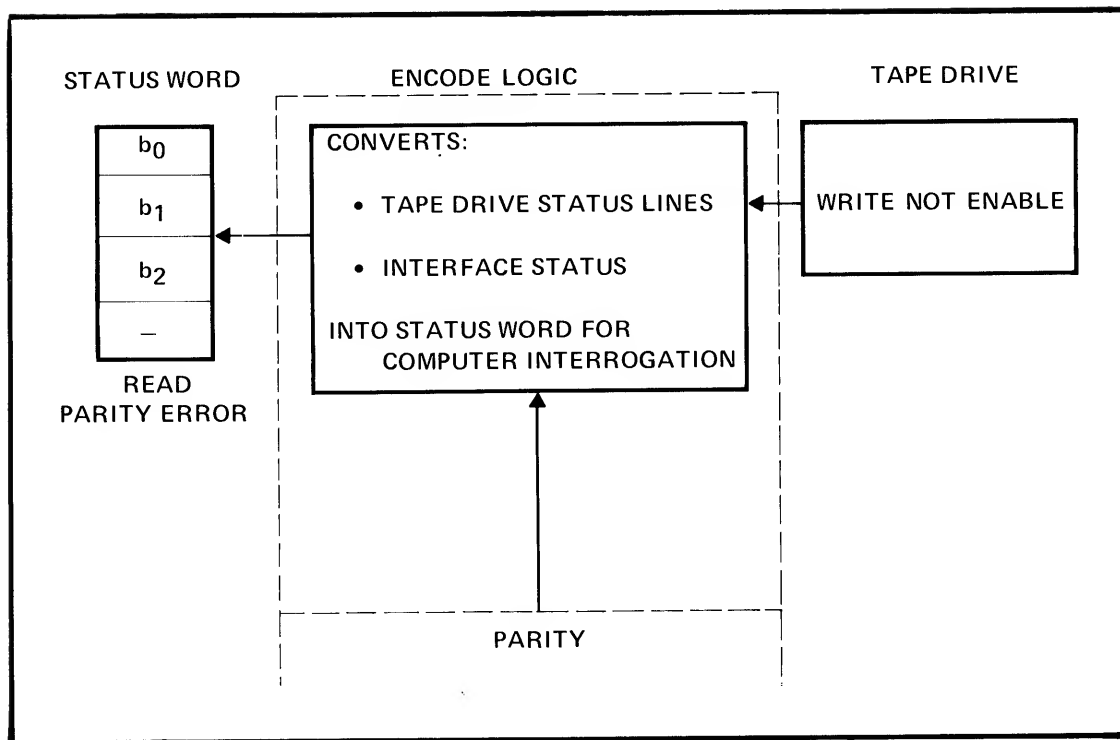 STATUS WORD
b0
b1
b2
–
READ
PARITY ERROR
ENCODE LOGIC
CONVERTS:
• TAPE DRIVE STATUS LINES
• INTERFACE STATUS
INTO STATUS WORD FOR
COMPUTER INTERROGATION
PARITY
TAPE DRIVE
WRITE NOT ENABLE